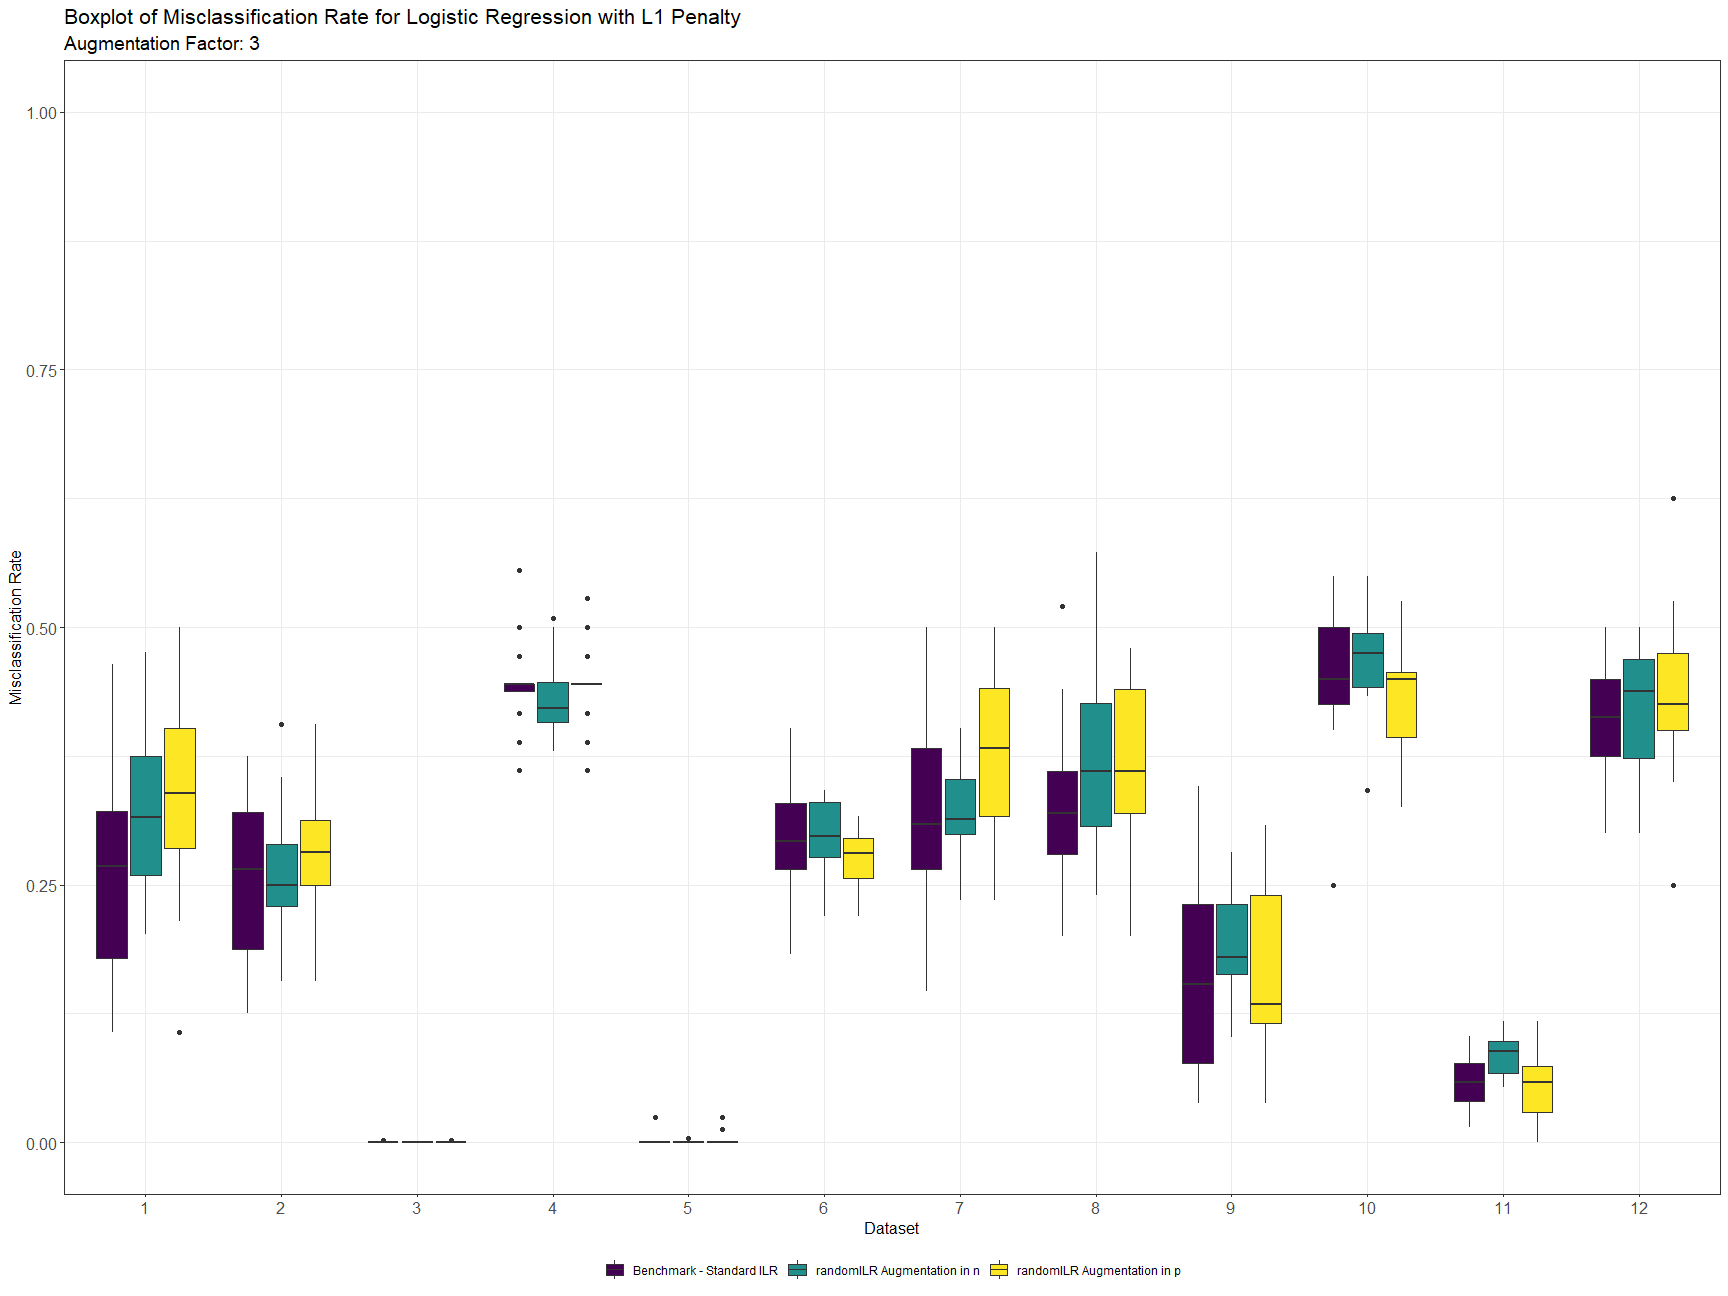 Boxplot of Misclassification Rate for Logistic Regression with L1 Penalty
Augmentation Factor: 3
1.00
0.75
0.50
0.25
0.00
Misclassification Rate
1 2 3 4 5 6 7 8 9 10 11 12
Dataset
Benchmark - Standard ILR randomILR Augmentation in n randomILR Augmentation in p